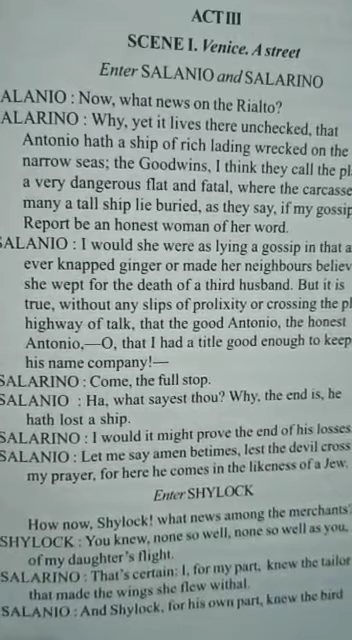 ACT III
SCENE I. Venice. A street
Enter SALANIO and SALARINO
ALANIO : Now, what news on the Rialto?
ALARINO : Why, yet it lives there unchecked, that
Antonio hath a ship of rich lading wrecked on the
narrow seas; the Goodwins, I think they call the pl
a very dangerous flat and fatal, where the carcasse
many a tall ship lie buried, as they say, if my gossip
Report be an honest woman of her word.
SALANIO : I would she were as lying a gossip in that a
ever knapped ginger or made her neighbours believ
she wept for the death of a third husband. But it is
true, without any slips of prolixity or crossing the pl
highway of talk, that the good Antonio, the honest
Antonio,—O, that I had a title good enough to keep
his name company!—
SALARINO : Come, the full stop.
SALANIO : Ha, what sayest thou? Why, the end is, he
hath lost a ship.
SALARINO : I would it might prove the end of his losses
SALANIO : Let me say amen betimes, lest the devil cross
my prayer, for here he comes in the likeness of a Jew.
Enter SHYLOCK
How now, Shylock! what news among the merchants?
SHYLOCK : You knew, none so well, none so well as you,
of my daughter's flight.
SALARINO : That's certain: I, for my part, knew the tailor
that made the wings she flew withal.
SALANIO : And Shylock, for his own part, knew the bird